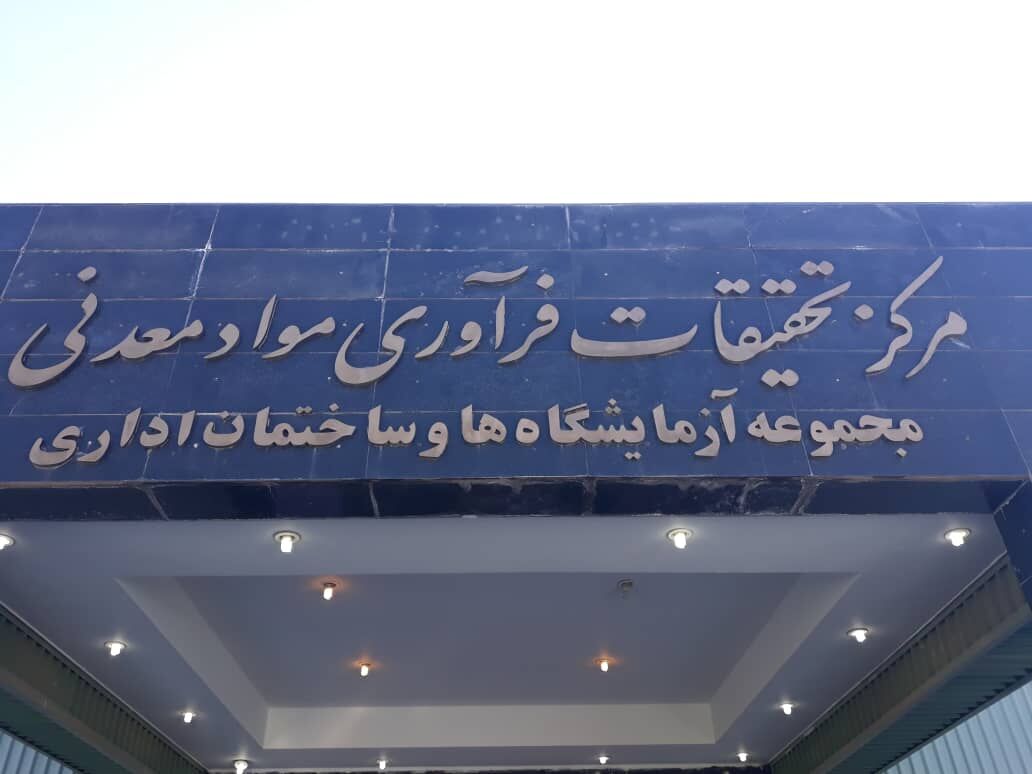 مرکز تحقیقات فرآوری مواد معدنی
مجموعه آزمایشگاه ها و ساختمان اداری